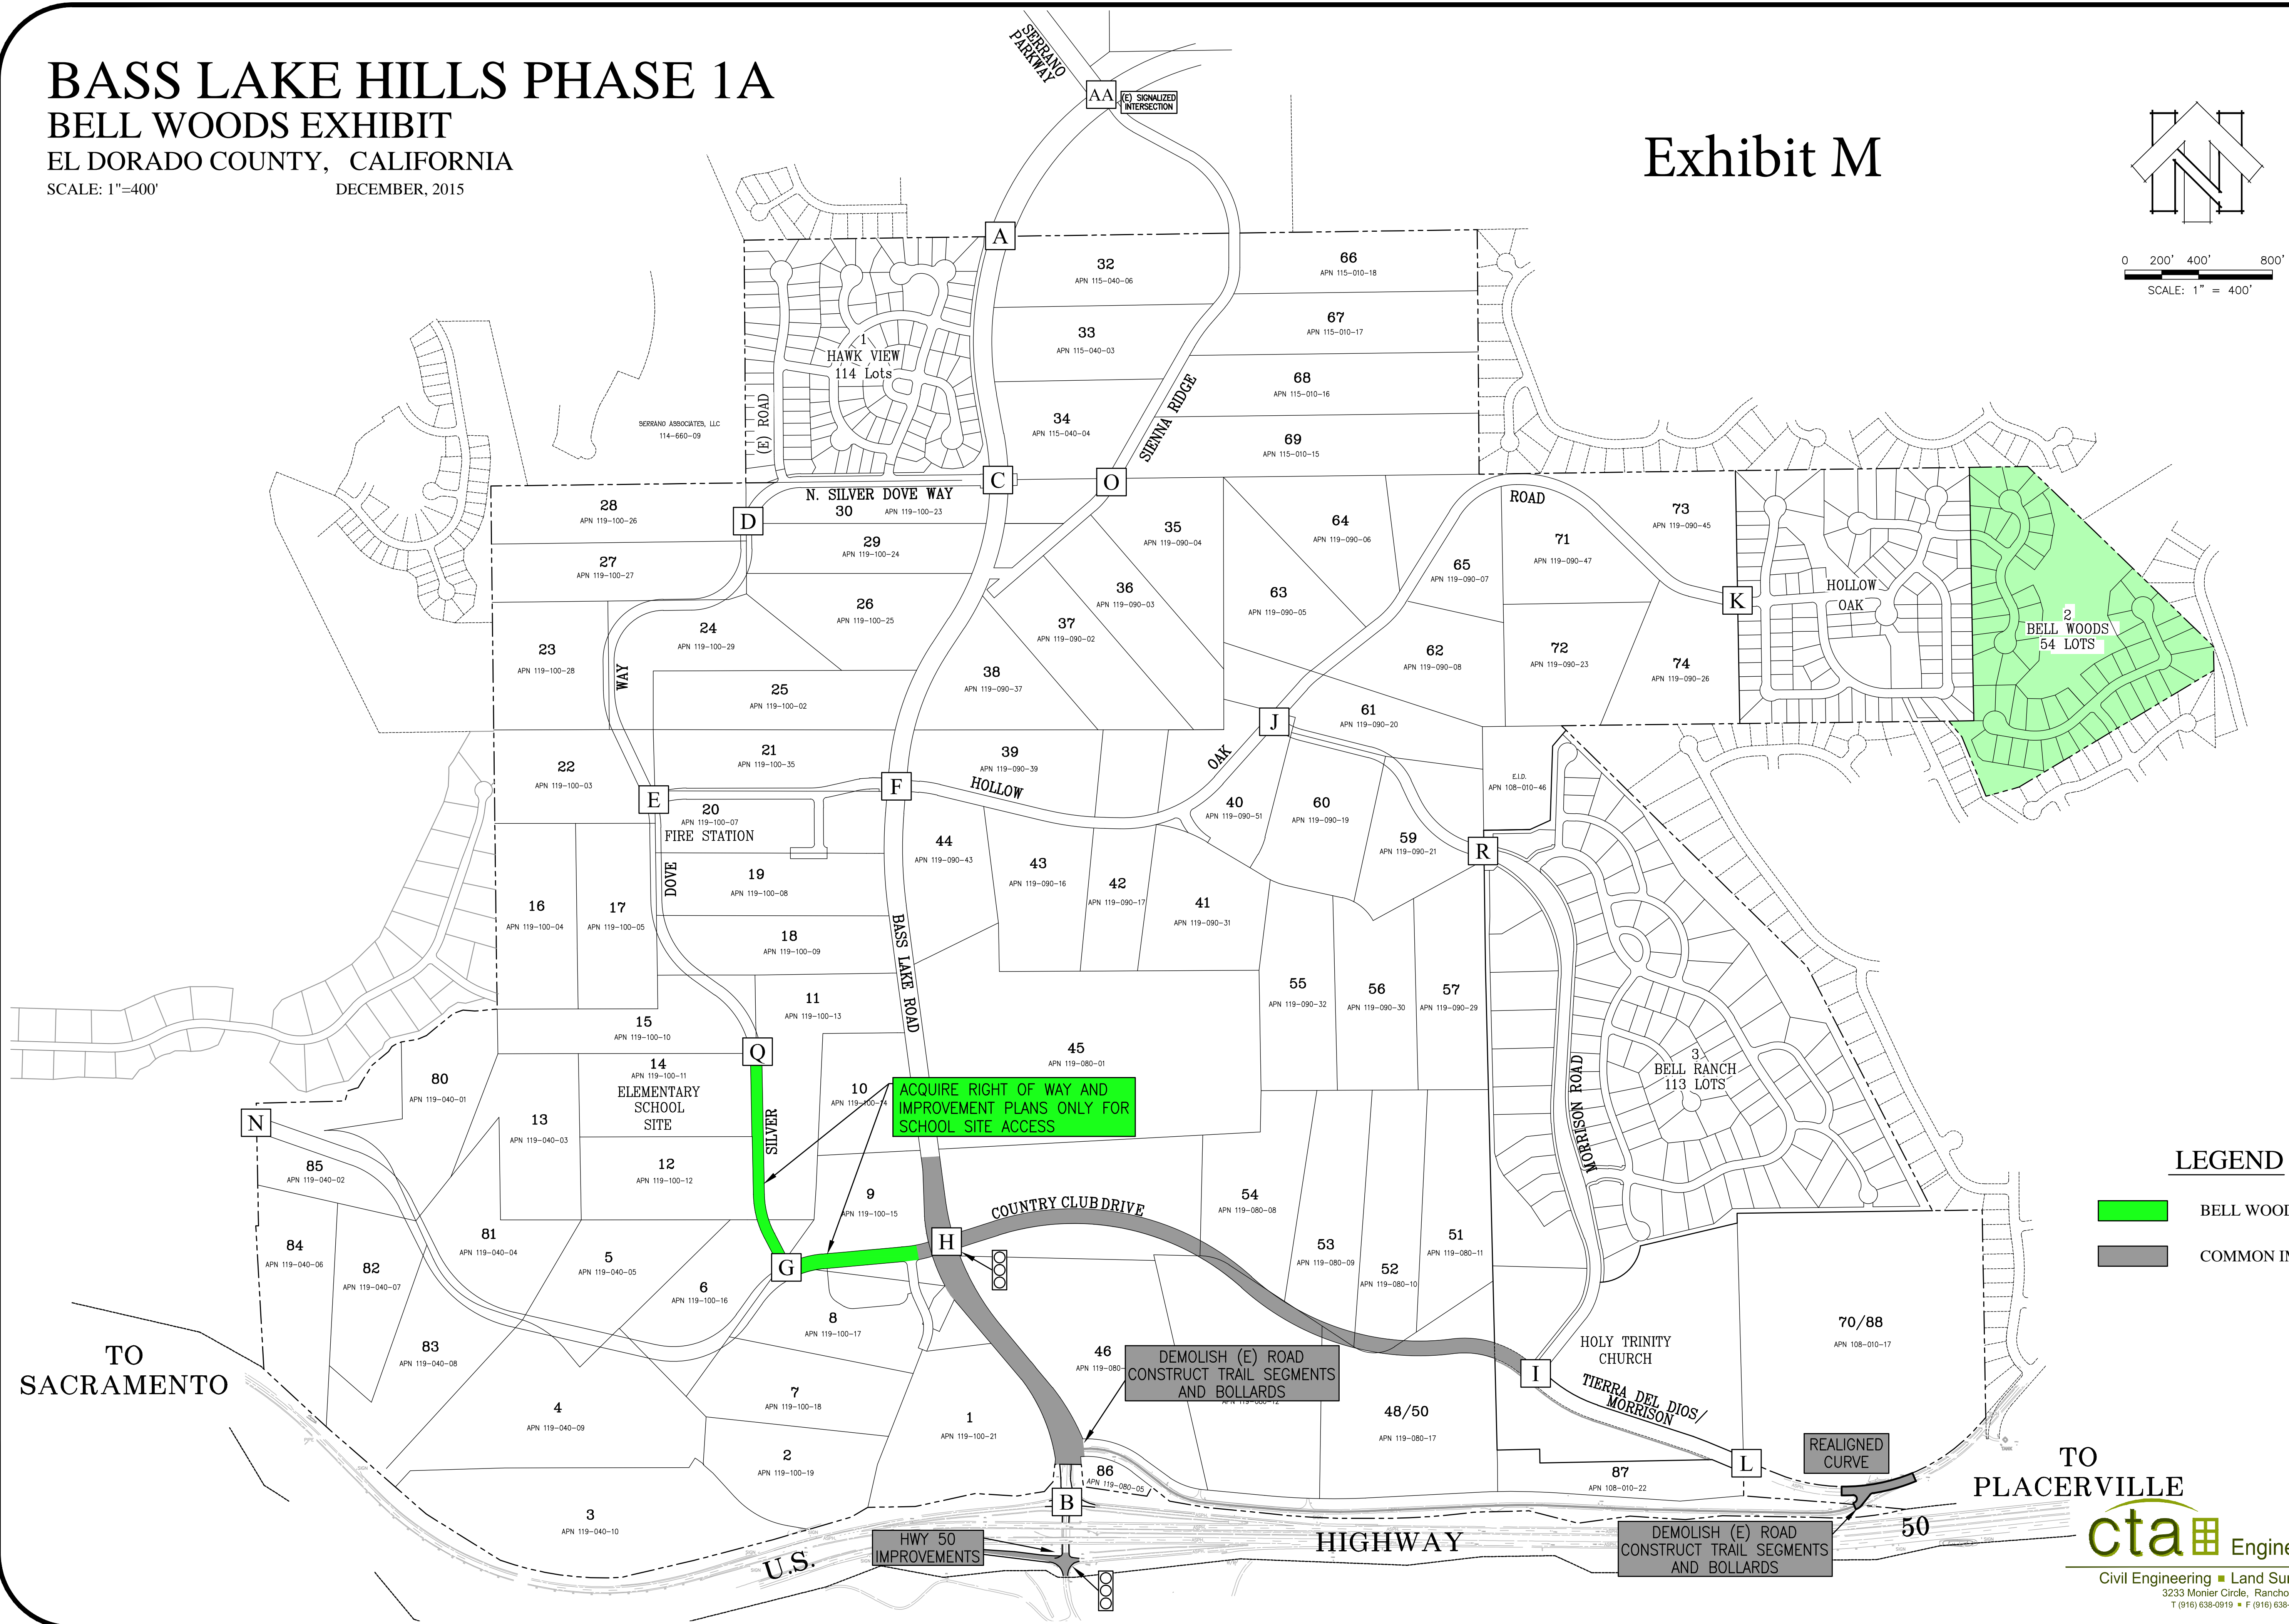 BASS LAKE HILLS PHASE 1A
BELL WOODS EXHIBIT
EL DORADO COUNTY, CALIFORNIA
SCALE: 1"=400' DECEMBER, 2015
Exhibit M
0 200' 400' 800'
SCALE: 1" = 400'
SERRANO
PARKWAY
AA
(E) SIGNALIZED
INTERSECTION
A
32
APN 115-040-06
66
APN 115-010-18
33
APN 115-040-03
67
APN 115-010-17
1
HAWK VIEW
114 Lots
68
APN 115-010-16
34
APN 115-040-04
69
APN 115-010-15
SIENNA RIDGE
(E) ROAD
SERRANO ASSOCIATES, LLC
114-660-09
C
O
N. SILVER DOVE WAY
D
30
APN 119-100-23
28
APN 119-100-26
29
APN 119-100-24
27
APN 119-100-27
26
APN 119-100-25
35
APN 119-090-04
36
APN 119-090-03
37
APN 119-090-02
38
APN 119-090-37
64
APN 119-090-06
63
APN 119-090-05
65
APN 119-090-07
ROAD
71
APN 119-090-47
73
APN 119-090-45
K
HOLLOW
OAK
2
BELL WOODS
54 LOTS
62
APN 119-090-08
72
APN 119-090-23
74
APN 119-090-26
23
APN 119-100-28
24
APN 119-100-29
WAY
25
APN 119-100-02
J
61
APN 119-090-20
22
APN 119-100-03
21
APN 119-100-35
39
APN 119-090-39
E
F
HOLLOW
OAK
E.I.D.
APN 108-010-46
20
APN 119-100-07
FIRE STATION
40
APN 119-090-51
60
APN 119-090-19
59
APN 119-090-21
R
DOVE
19
APN 119-100-08
44
APN 119-090-43
43
APN 119-090-16
42
APN 119-090-17
41
APN 119-090-31
16
APN 119-100-04
17
APN 119-100-05
18
APN 119-100-09
BASS LAKE ROAD
11
APN 119-100-13
55
APN 119-090-32
56
APN 119-090-30
57
APN 119-090-29
15
APN 119-100-10
Q
45
APN 119-080-01
14
APN 119-100-11
ELEMENTARY
SCHOOL
SITE
10
APN 119-100-14
ACQUIRE RIGHT OF WAY AND
IMPROVEMENT PLANS ONLY FOR
SCHOOL SITE ACCESS
SILVER
3
BELL RANCH
113 LOTS
MORRISON ROAD
80
APN 119-040-01
N
13
APN 119-040-03
12
APN 119-100-12
85
APN 119-040-02
9
APN 119-100-15
COUNTRY CLUB DRIVE
54
APN 119-080-08
53
APN 119-080-09
52
APN 119-080-10
51
APN 119-080-11
H
G
84
APN 119-040-06
82
APN 119-040-07
81
APN 119-040-04
5
APN 119-040-05
6
APN 119-100-16
8
APN 119-100-17
83
APN 119-040-08
LEGEND
BELL WOOD
COMMON IM
70/88
APN 108-010-17
HOLY TRINITY
CHURCH
I
TIERRA DEL DIOS/
MORRISON
46
APN 119-080-
DEMOLISH (E) ROAD
CONSTRUCT TRAIL SEGMENTS
AND BOLLARDS
TO
SACRAMENTO
4
APN 119-040-09
7
APN 119-100-18
1
APN 119-100-21
48/50
APN 119-080-17
2
APN 119-100-19
86
APN 119-080-05
87
APN 108-010-22
L
REALIGNED
CURVE
TO
PLACERVILLE
3
APN 119-040-10
B
HWY 50
IMPROVEMENTS
U.S.
HIGHWAY
50
DEMOLISH (E) ROAD
CONSTRUCT TRAIL SEGMENTS
AND BOLLARDS
cta Engine
Civil Engineering ■ Land Sur
3233 Monier Circle, Rancho
T (916) 638-0919 ■ F (916) 638-